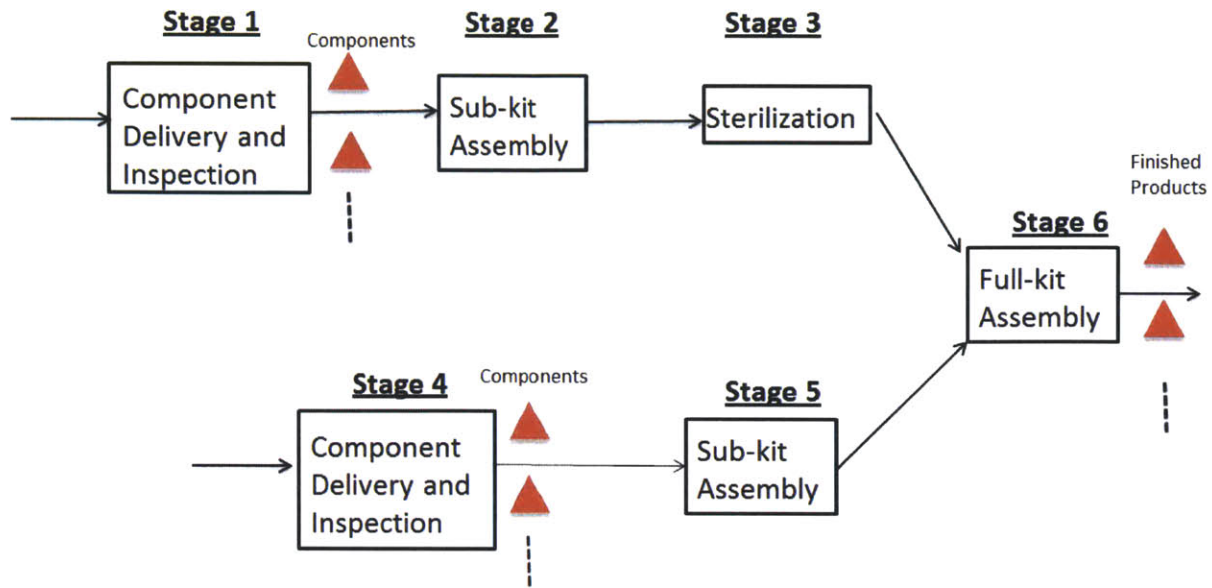 Stage 1
Components
Component
Delivery and
Inspection
Stage 2
Sub-kit
Assembly
Stage 3
Sterilization
Stage 4
Components
Component
Delivery and
Inspection
Stage 5
Sub-kit
Assembly
Stage 6
Full-kit
Assembly
Finished
Products